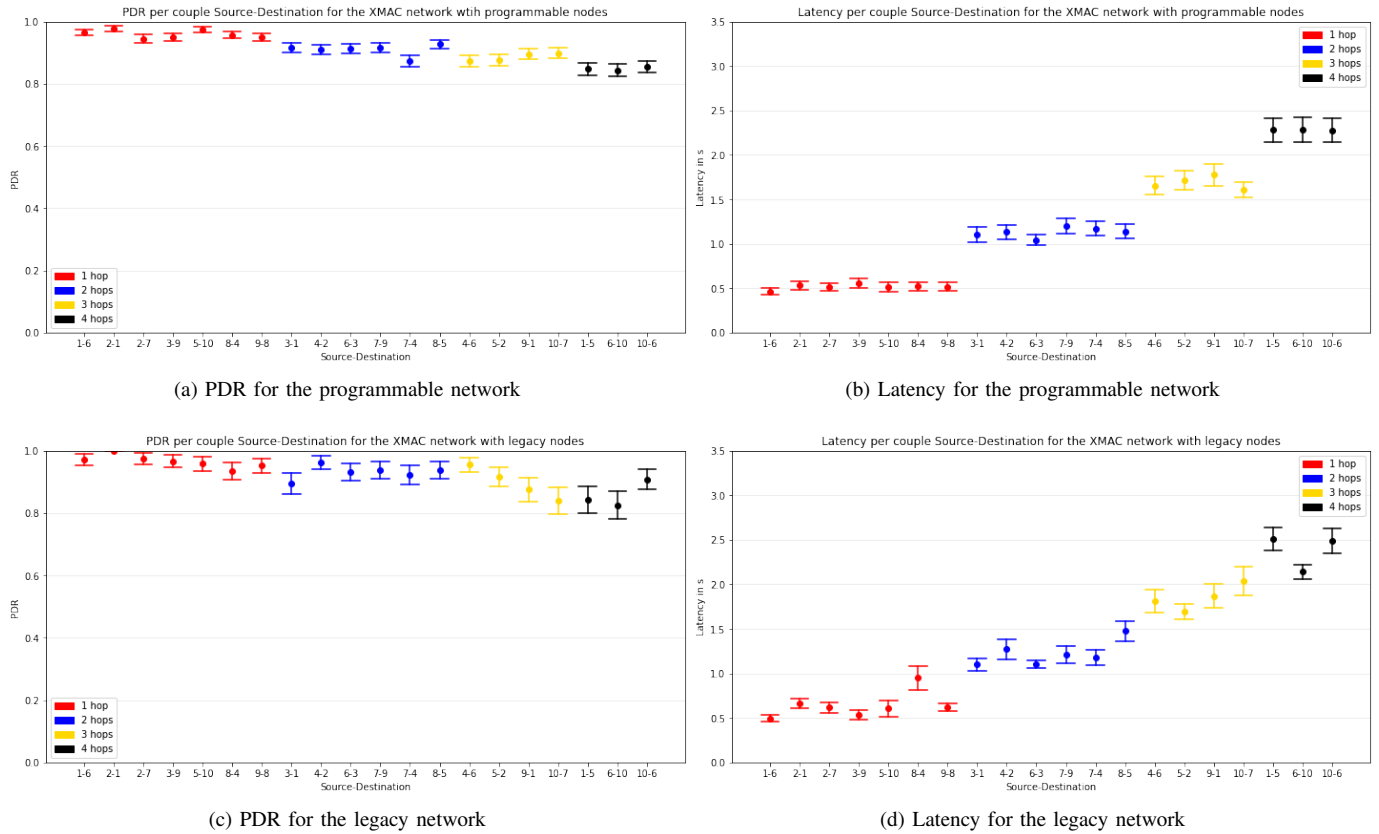 PDR per couple Source-Destination for the XMAC network wtih programmable nodes
1.0
0.8
0.6
0.4
0.2
0.0
PDR
1 hop
2 hops
3 hops
4 hops
1-6 2-1 2-7 3-9 5-10 8-4 9-8 3-1 4-2 6-3 7-9 7-4 8-5 4-6 5-2 9-1 10-7 1-5 6-10 10-6
Source-Destination
(a) PDR for the programmable network
Latency per couple Source-Destination for the XMAC network with programmable nodes
3.5
3.0
2.5
2.0
1.5
1.0
0.5
0.0
Latency in s
1 hop
2 hops
3 hops
4 hops
1-6 2-1 2-7 3-9 5-10 8-4 9-8 3-1 4-2 6-3 7-9 7-4 8-5 4-6 5-2 9-1 10-7 1-5 6-10 10-6
Source-Destination
(b) Latency for the programmable network
PDR per couple Source-Destination for the XMAC network with legacy nodes
1.0
0.8
0.6
0.4
0.2
0.0
PDR
1 hop
2 hops
3 hops
4 hops
1-6 2-1 2-7 3-9 5-10 8-4 9-8 3-1 4-2 6-3 7-9 7-4 8-5 4-6 5-2 9-1 10-7 1-5 6-10 10-6
Source-Destination
(c) PDR for the legacy network
Latency per couple Source-Destination for the XMAC network with legacy nodes
3.5
3.0
2.5
2.0
1.5
1.0
0.5
0.0
Latency in s
1 hop
2 hops
3 hops
4 hops
1-6 2-1 2-7 3-9 5-10 8-4 9-8 3-1 4-2 6-3 7-9 7-4 8-5 4-6 5-2 9-1 10-7 1-5 6-10 10-6
Source-Destination
(d) Latency for the legacy network